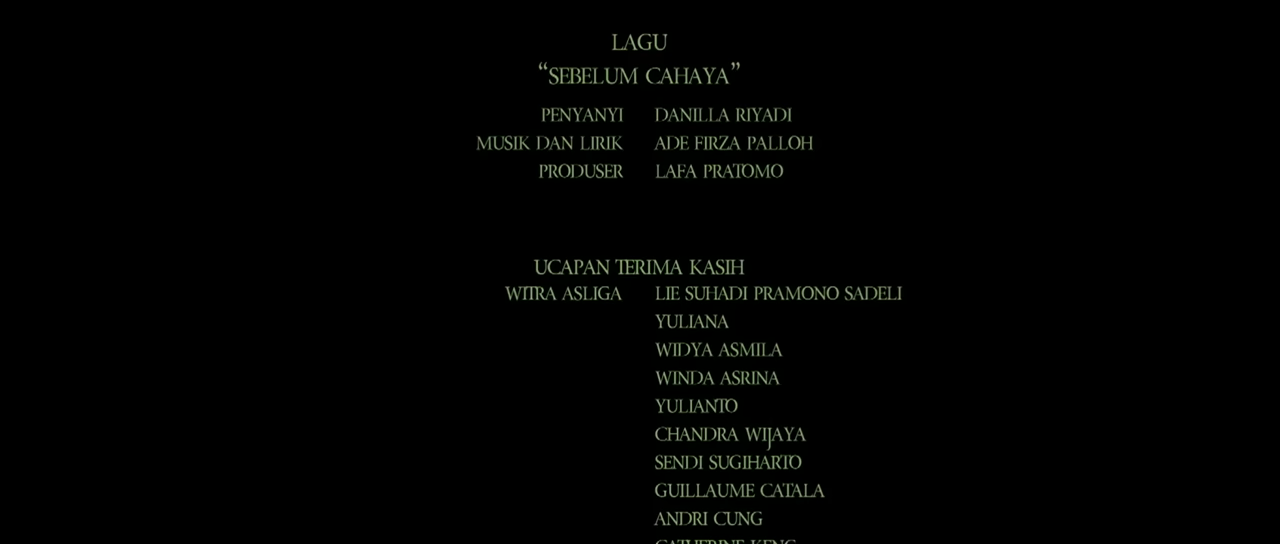 LAGU
“SEBELUM CAHAYA”
PENYANYI DANILLA RIYADI
MUSIK DAN LIRIK ADE FIRZA PALLOH
PRODUSER LAFA PRATOMO
UCAPAN TERIMA KASIH
WITRA ASLIGA LIE SUHADI PRAMONO SADELI
YULIANA
WIDYA ASMILA
WINDA ASRINA
YULIANTO
CHANDRA WIJAYA
SENDI SUGIHARTO
GUILLAUME CATALA
ANDRI CUNG